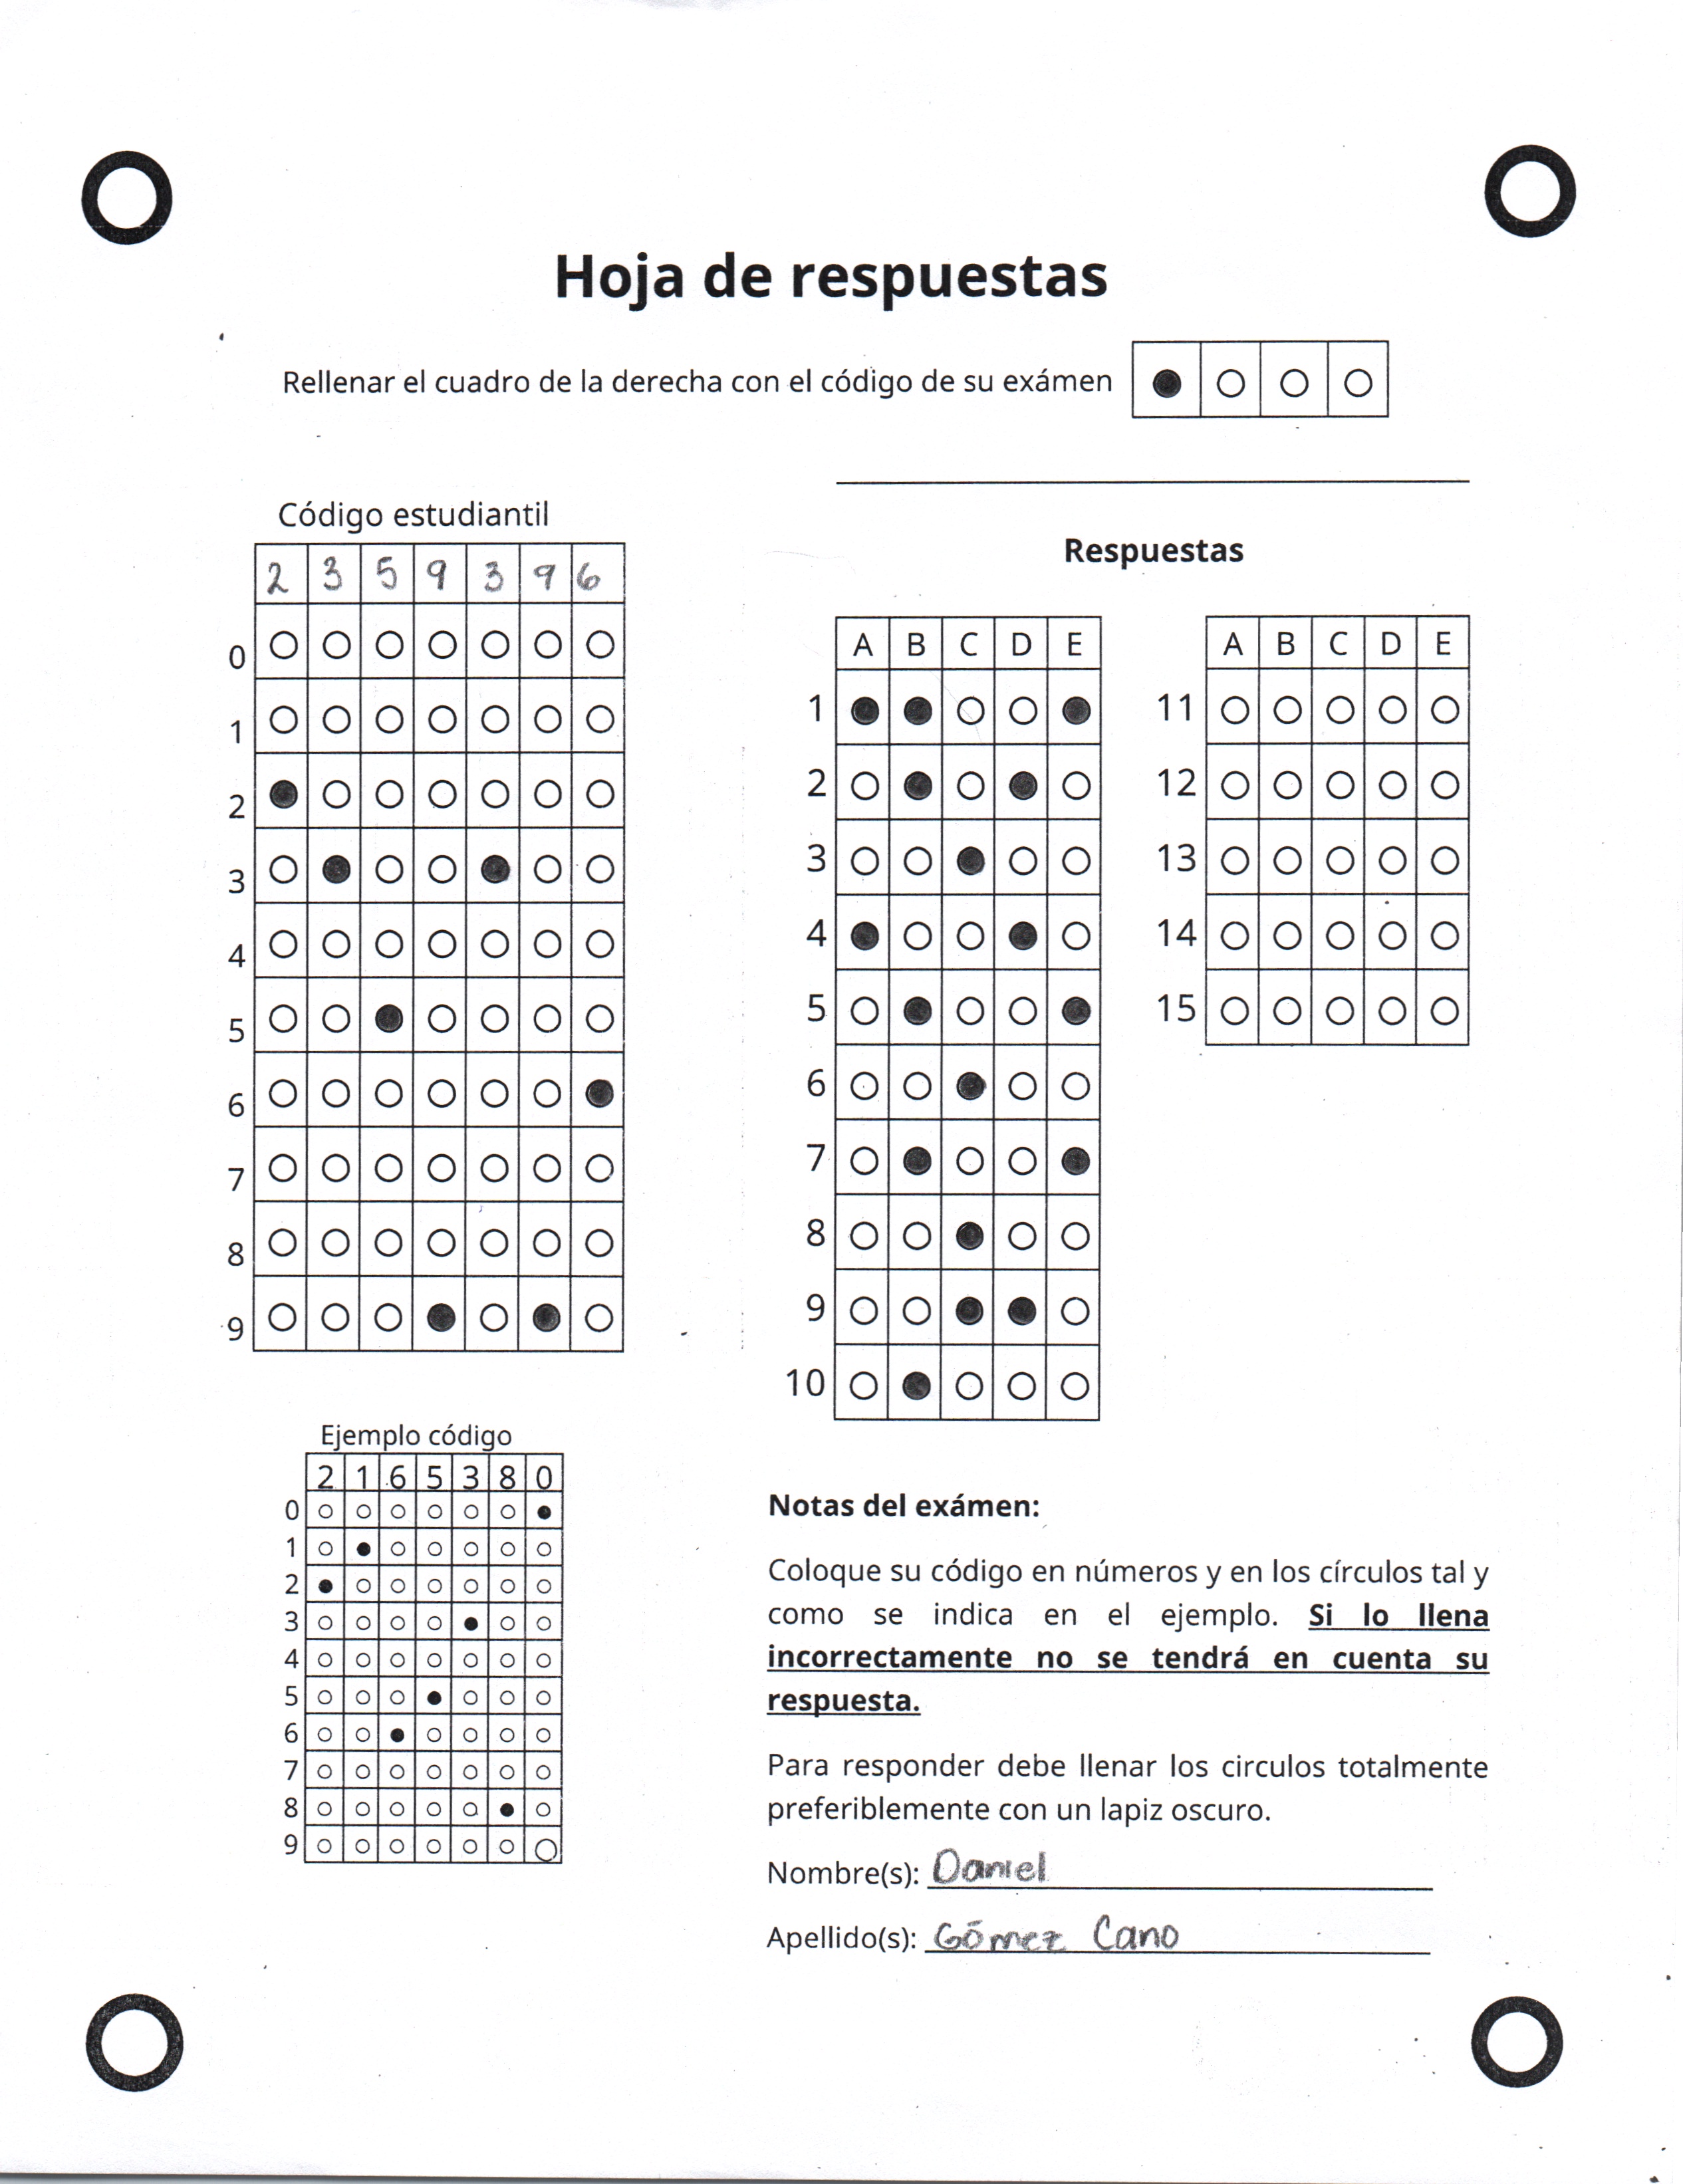 Hoja de respuestas
Rellenar el cuadro de la derecha con el código de su exámen
Código estudiantil
2 3 5 9 3 9 6
0
1
2
3
4
5
6
7
8
9
Respuestas
A B C D E
1
2
3
4
5
6
7
8
9
10
A B C D E
11
12
13
14
15
Ejemplo código
2 1 6 5 3 8 0
0
1
2
3
4
5
6
7
8
9
Notas del exámen:
Coloque su código en números y en los círculos tal y
como se indica en el ejemplo. Si lo llena
incorrectamente no se tendrá en cuenta su
respuesta.
Para responder debe llenar los circulos totalmente
preferiblemente con un lapiz oscuro.
Nombre(s): Daniel
Apellido(s): Gómez Cano